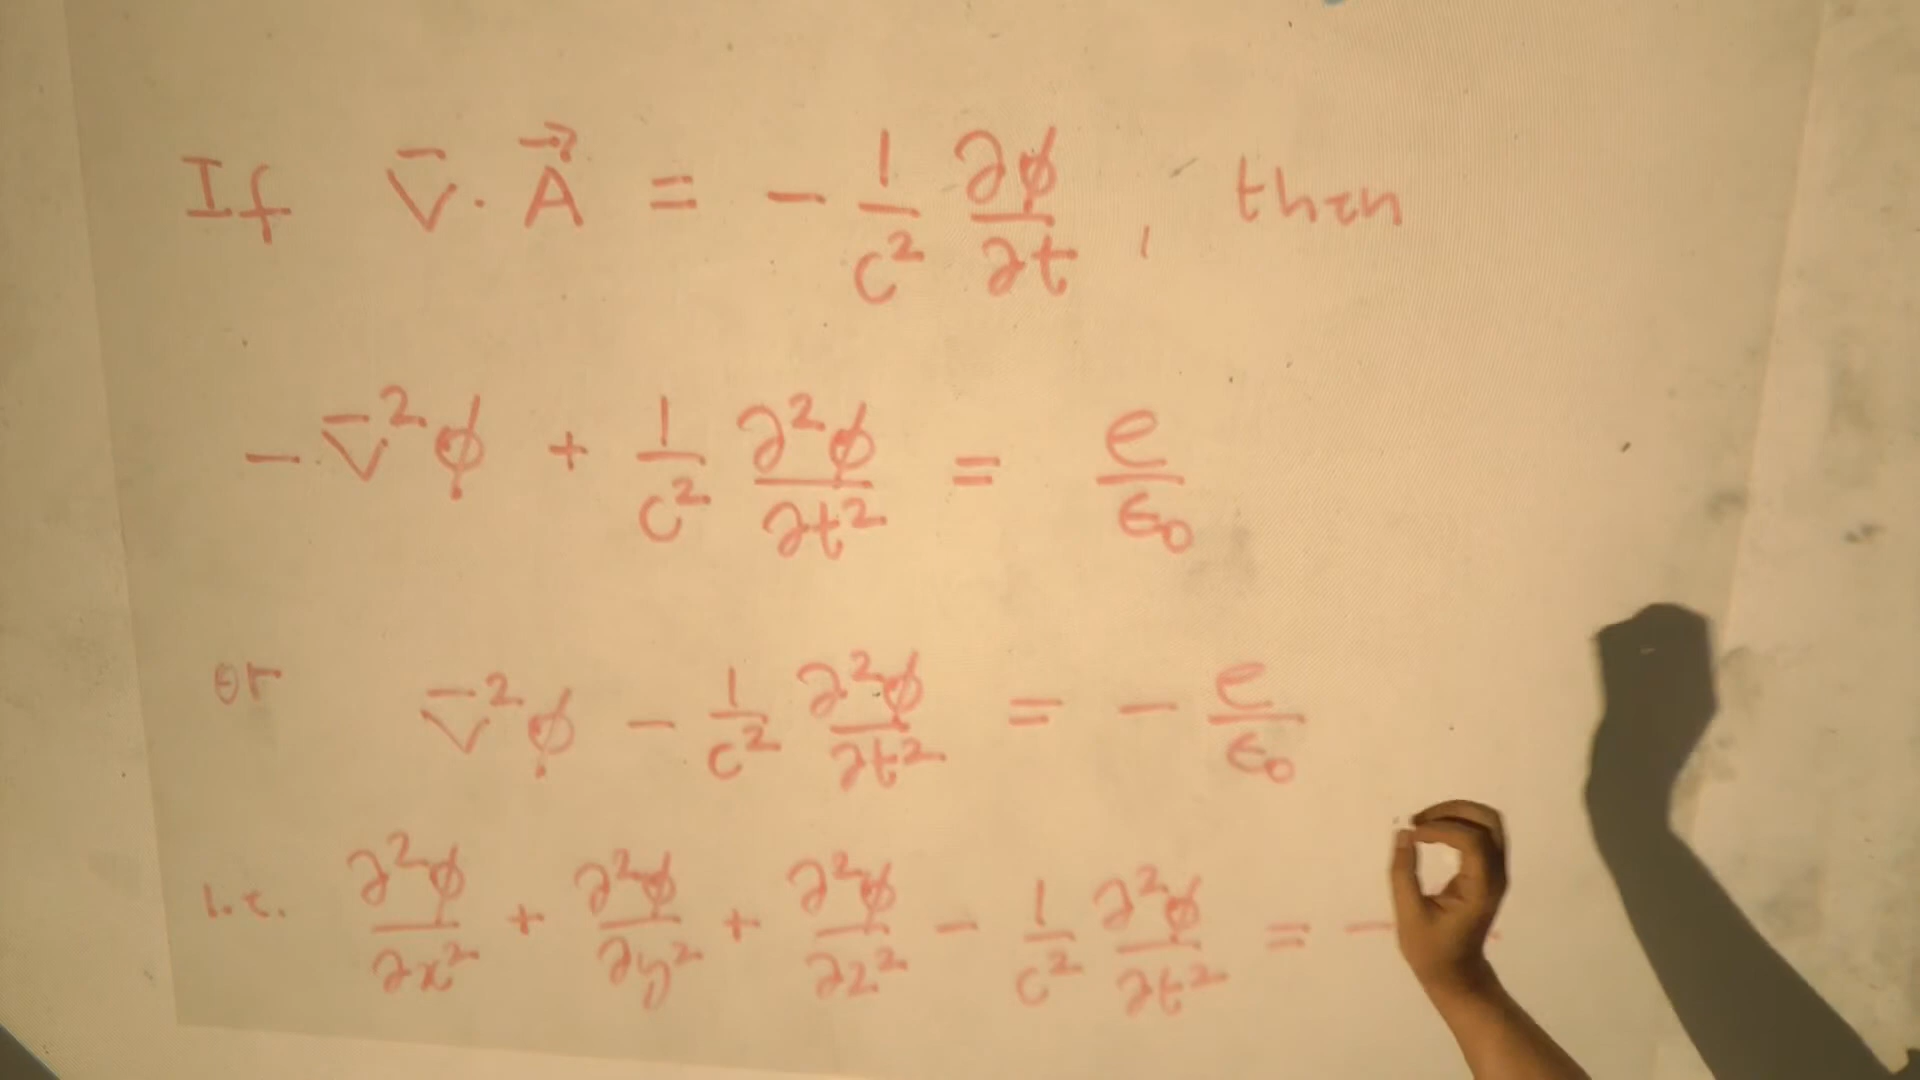 If ∇̄ · A⃗ = - 1/c² ∂φ/∂t , then
- ∇̄²φ + 1/c² ∂²φ/∂t² = e/ϵ₀
or ∇̄²φ - 1/c² ∂²φ/∂t² = - e/ϵ₀
i.e. ∂²φ/∂x² + ∂²φ/∂y² + ∂²φ/∂z² - 1/c² ∂²φ/∂t² = -